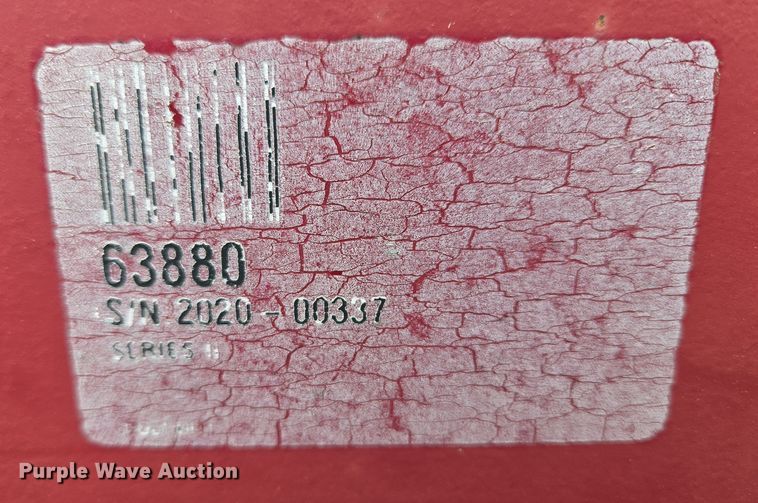 63880
S/N 2020-00337
SERIES II
Purple Wave Auction